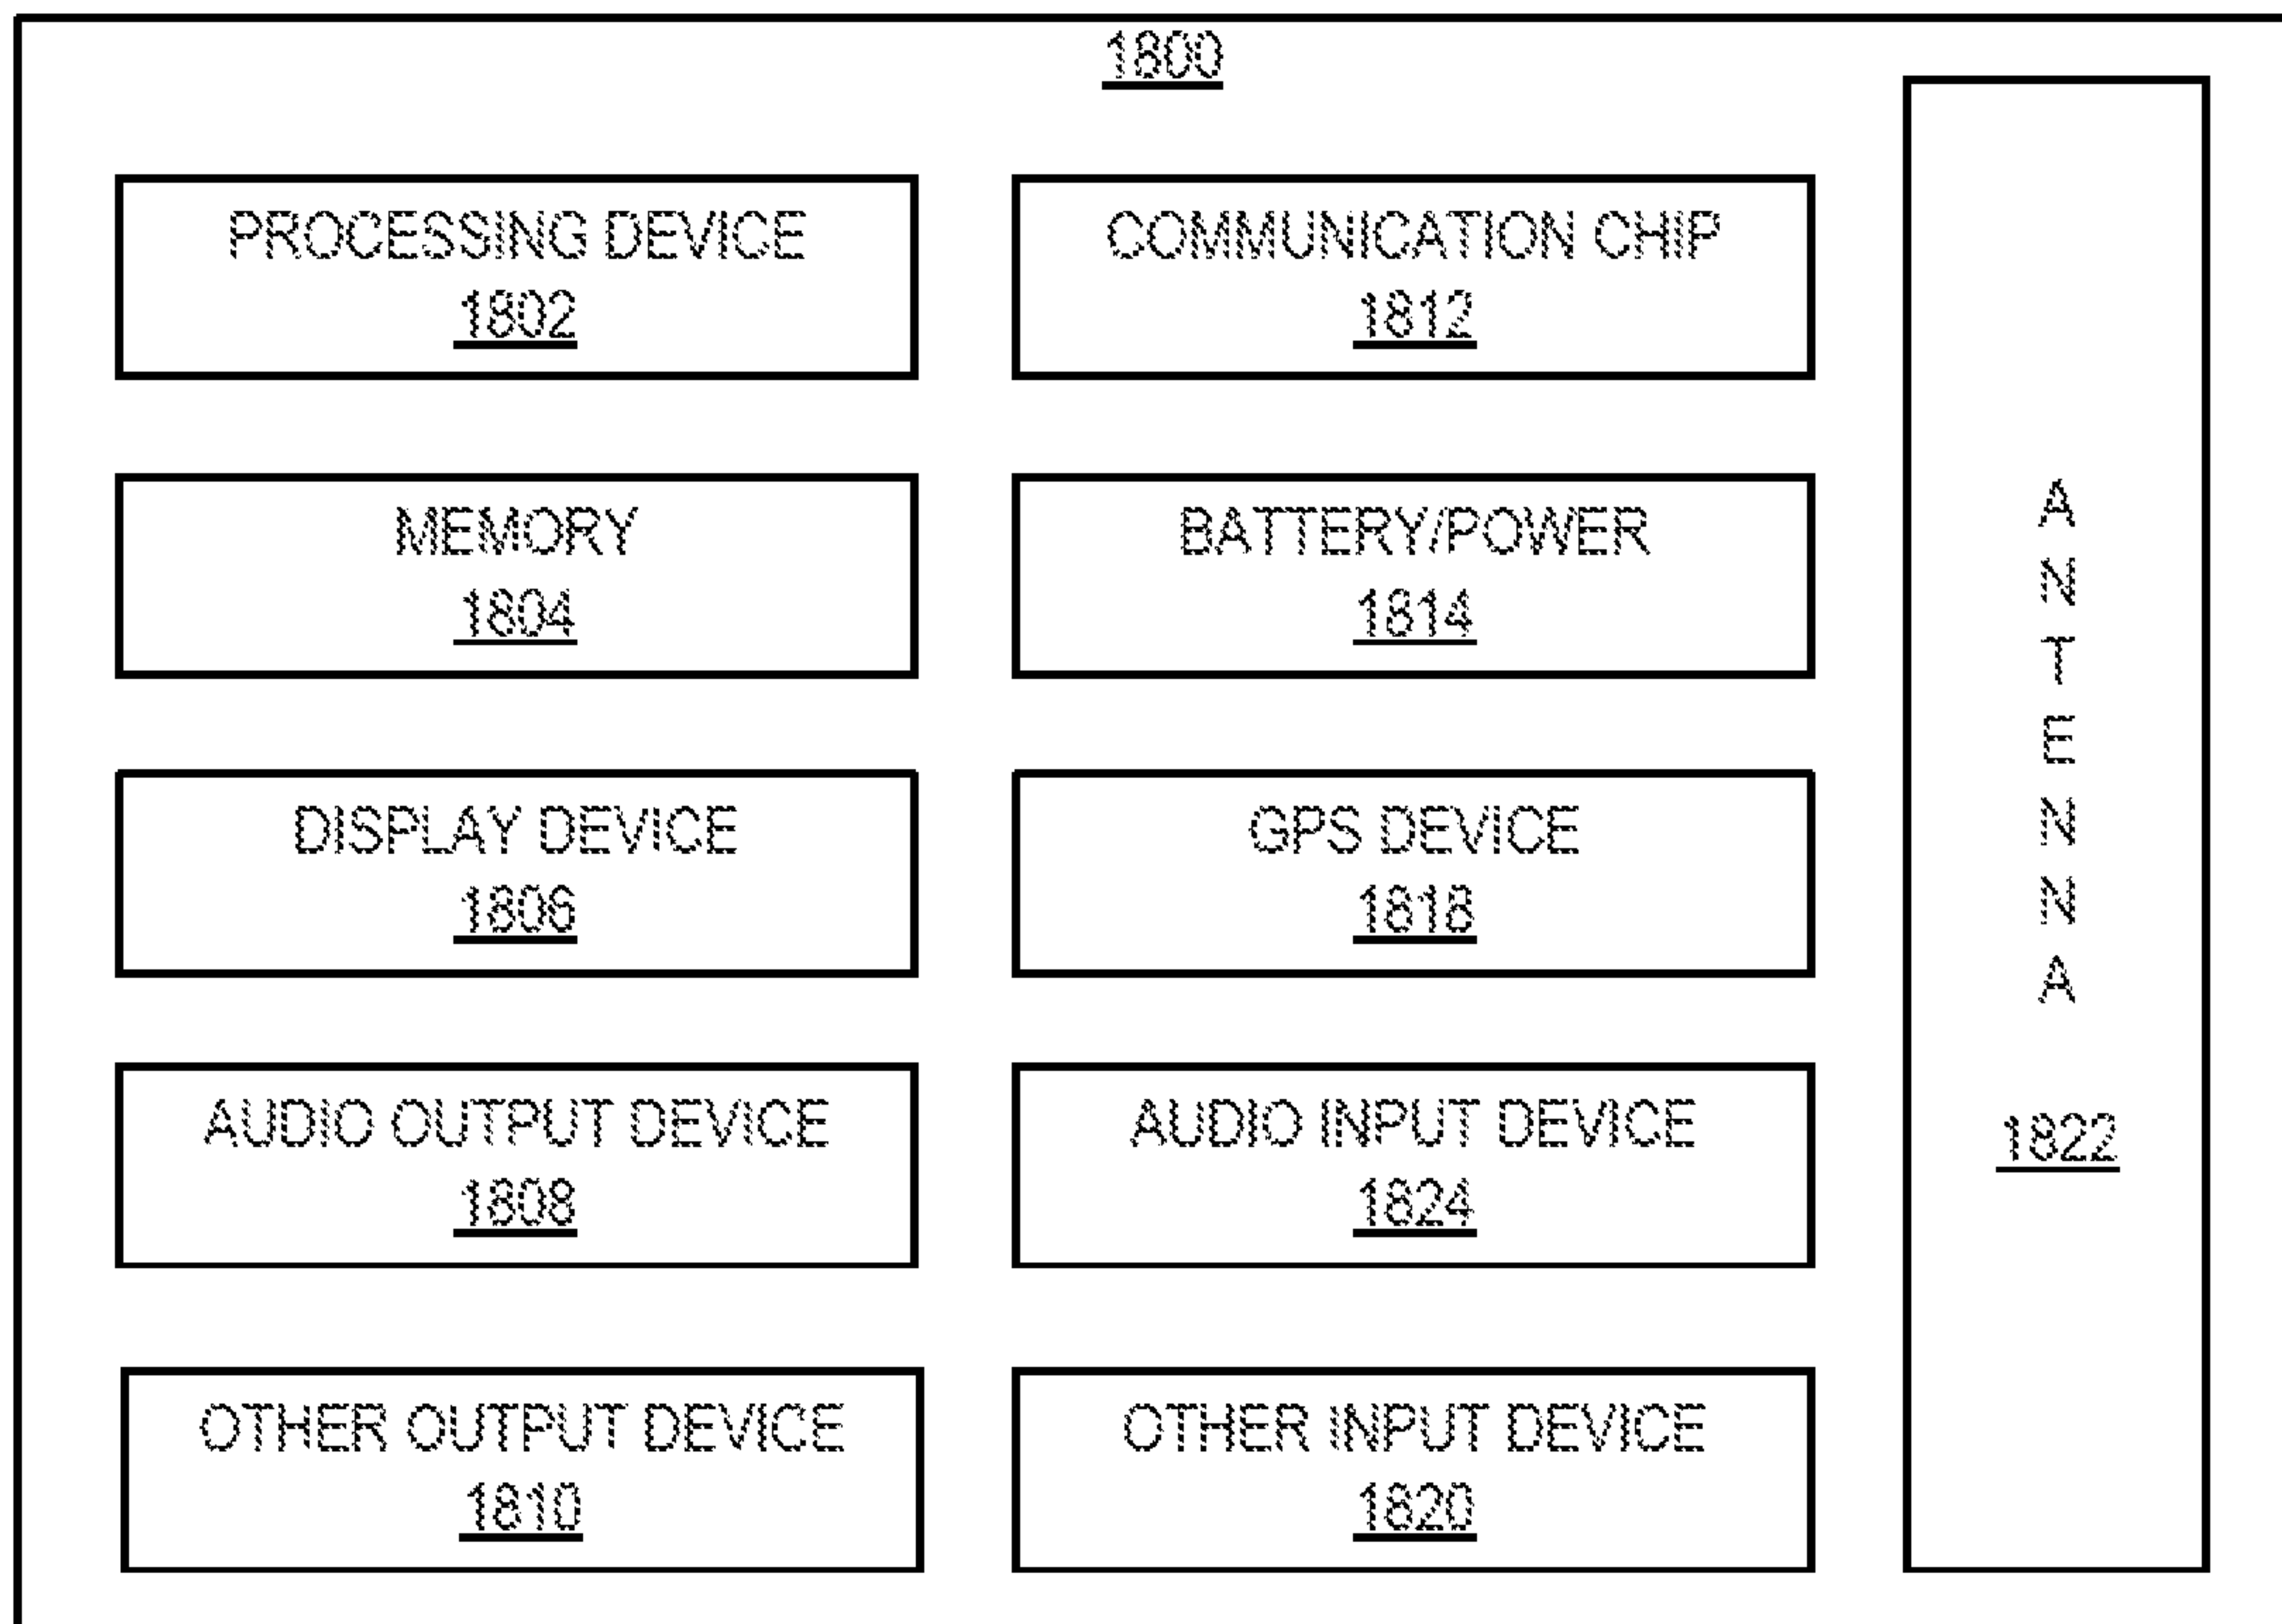 1800
PROCESSING DEVICE
1802
COMMUNICATION CHIP
1812
MEMORY
1804
BATTERY/POWER
1814
DISPLAY DEVICE
1806
GPS DEVICE
1818
AUDIO OUTPUT DEVICE
1808
AUDIO INPUT DEVICE
1824
OTHER OUTPUT DEVICE
1810
OTHER INPUT DEVICE
1820
ANTENNA
1822